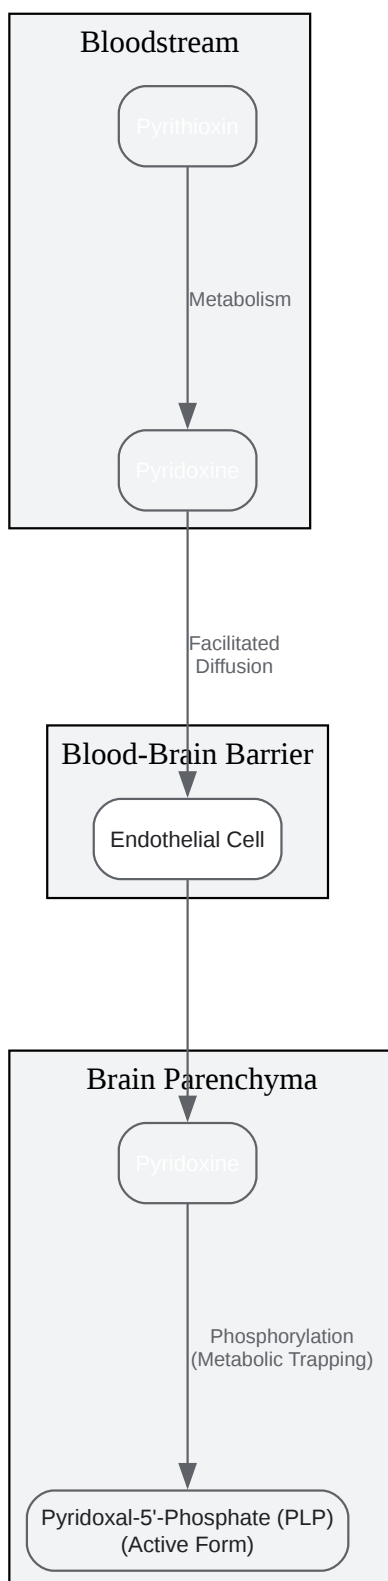 Bloodstream
Pyrithioxin
Metabolism
Pyridoxine
Facilitated
Diffusion
Blood-Brain Barrier
Endothelial Cell
Brain Parenchyma
Pyridoxine
Phosphorylation
(Metabolic Trapping)
Pyridoxal-5'-Phosphate (PLP)
(Active Form)